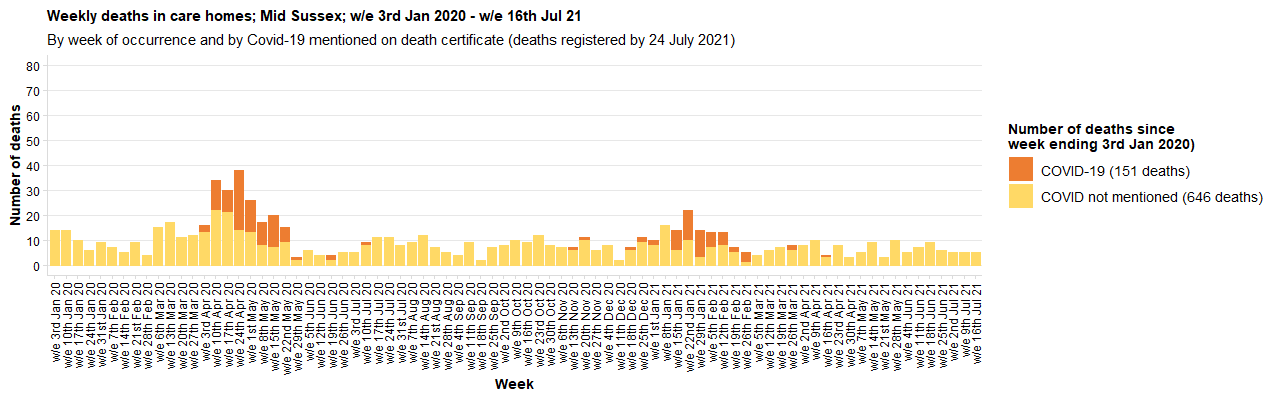 Weekly deaths in care homes; Mid Sussex; w/e 3rd Jan 2020 - w/e 16th Jul 21
By week of occurrence and by Covid-19 mentioned on death certificate (deaths registered by 24 July 2021)
Number of deaths
80
70
60
50
40
30
20
10
0
w/e 3rd Jan 20
w/e 10th Jan 20
w/e 17th Jan 20
w/e 24th Jan 20
w/e 31st Jan 20
w/e 7th Feb 20
w/e 14th Feb 20
w/e 21st Feb 20
w/e 28th Feb 20
w/e 6th Mar 20
w/e 13th Mar 20
w/e 20th Mar 20
w/e 27th Mar 20
w/e 3rd Apr 20
w/e 10th Apr 20
w/e 17th Apr 20
w/e 24th Apr 20
w/e 1st May 20
w/e 8th May 20
w/e 15th May 20
w/e 22nd May 20
w/e 29th May 20
w/e 5th Jun 20
w/e 12th Jun 20
w/e 19th Jun 20
w/e 26th Jun 20
w/e 3rd Jul 20
w/e 10th Jul 20
w/e 17th Jul 20
w/e 24th Jul 20
w/e 31st Jul 20
w/e 7th Aug 20
w/e 14th Aug 20
w/e 21st Aug 20
w/e 28th Aug 20
w/e 4th Sep 20
w/e 11th Sep 20
w/e 18th Sep 20
w/e 25th Sep 20
w/e 2nd Oct 20
w/e 9th Oct 20
w/e 16th Oct 20
w/e 23rd Oct 20
w/e 30th Oct 20
w/e 6th Nov 20
w/e 13th Nov 20
w/e 20th Nov 20
w/e 27th Nov 20
w/e 4th Dec 20
w/e 11th Dec 20
w/e 18th Dec 20
w/e 25th Dec 20
w/e 1st Jan 21
w/e 8th Jan 21
w/e 15th Jan 21
w/e 22nd Jan 21
w/e 29th Jan 21
w/e 5th Feb 21
w/e 12th Feb 21
w/e 19th Feb 21
w/e 26th Feb 21
w/e 5th Mar 21
w/e 12th Mar 21
w/e 19th Mar 21
w/e 26th Mar 21
w/e 2nd Apr 21
w/e 9th Apr 21
w/e 16th Apr 21
w/e 23rd Apr 21
w/e 30th Apr 21
w/e 7th May 21
w/e 14th May 21
w/e 21st May 21
w/e 28th May 21
w/e 4th Jun 21
w/e 11th Jun 21
w/e 18th Jun 21
w/e 25th Jun 21
w/e 2nd Jul 21
w/e 9th Jul 21
w/e 16th Jul 21
Week
Number of deaths since
week ending 3rd Jan 2020)
COVID-19 (151 deaths)
COVID not mentioned (646 deaths)